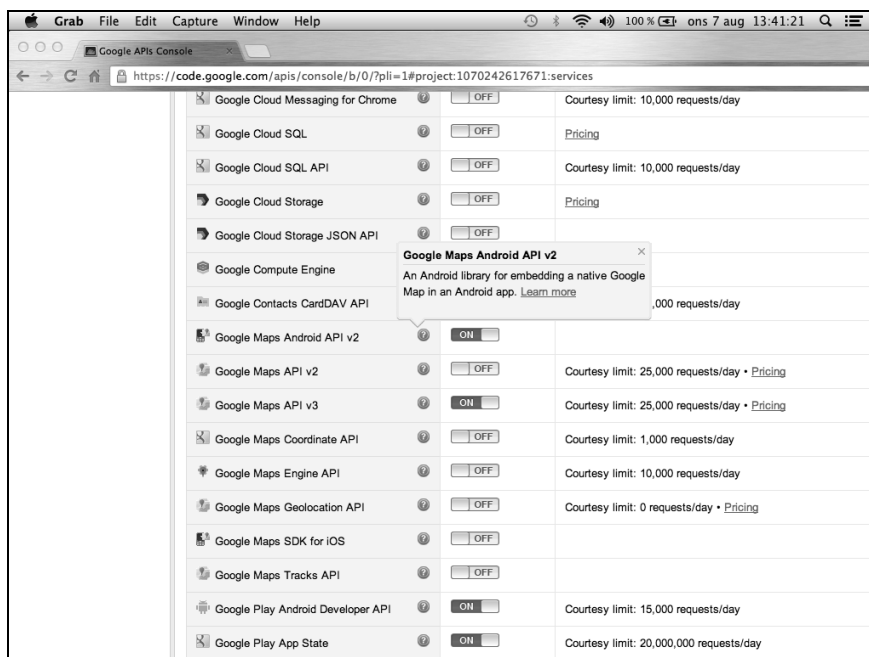 Grab File Edit Capture Window Help 100 % ons 7 aug 13:41:21
Google APIs Console
https://code.google.com/apis/console/b/0/?pli=1#project:1070242617671:services
Google Cloud Messaging for Chrome ? OFF Courtesy limit: 10,000 requests/day
Google Cloud SQL ? OFF Pricing
Google Cloud SQL API ? OFF Courtesy limit: 10,000 requests/day
Google Cloud Storage ? OFF Pricing
Google Cloud Storage JSON API ? OFF
Google Maps Android API v2
Google Compute Engine An Android library for embedding a native Google
Map in an Android app. Learn more
Google Contacts CardDAV API ,000 requests/day
Google Maps Android API v2 ? ON
Google Maps API v2 ? OFF Courtesy limit: 25,000 requests/day • Pricing
Google Maps API v3 ? ON Courtesy limit: 25,000 requests/day • Pricing
Google Maps Coordinate API ? OFF Courtesy limit: 1,000 requests/day
Google Maps Engine API ? OFF Courtesy limit: 10,000 requests/day
Google Maps Geolocation API ? OFF Courtesy limit: 0 requests/day • Pricing
Google Maps SDK for iOS ? OFF
Google Maps Tracks API ? OFF
Google Play Android Developer API ? ON Courtesy limit: 15,000 requests/day
Google Play App State ? ON Courtesy limit: 20,000,000 requests/day